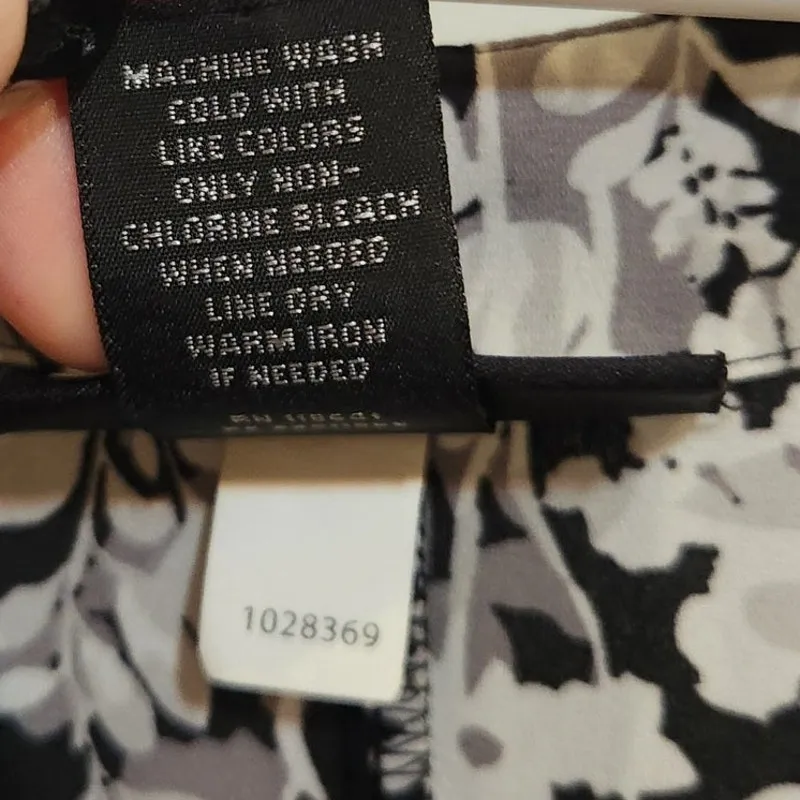 MACHINE WASH
COLD WITH
LIKE COLORS
ONLY NON-
CHLORINE BLEACH
WHEN NEEDED
LINE DRY
WARM IRON
IF NEEDED
1028369